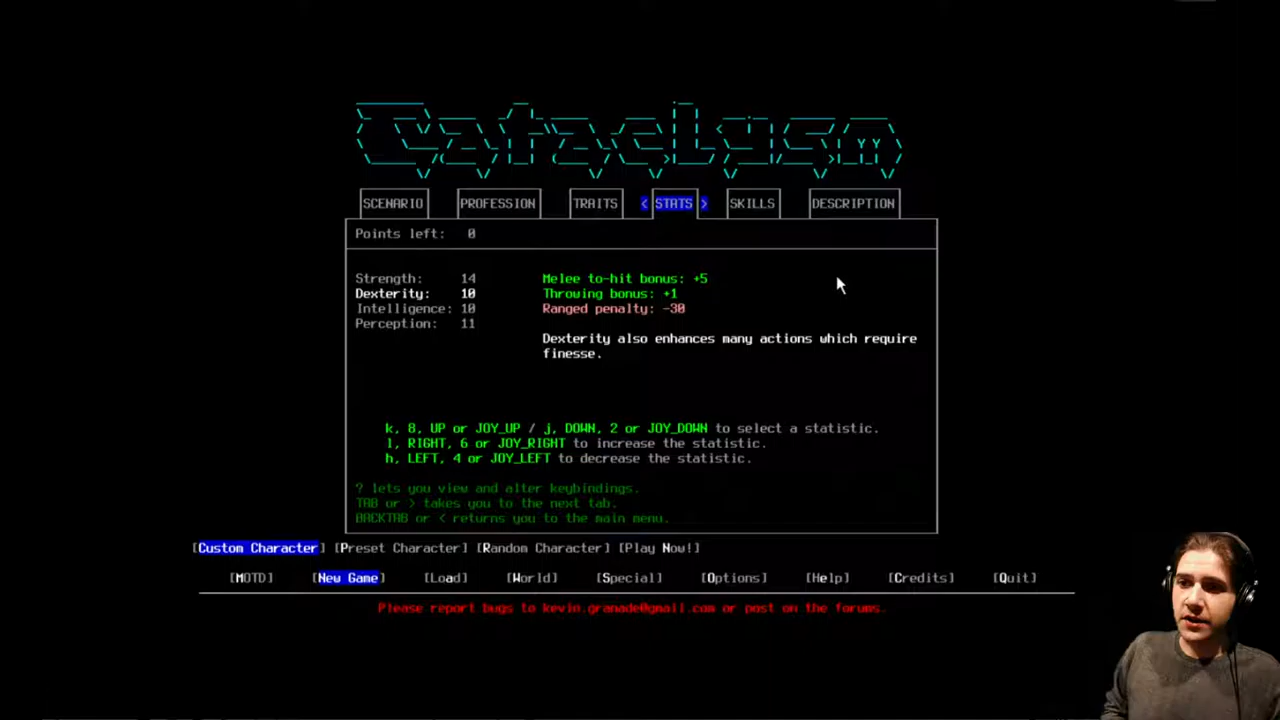 Cataclysm
SCENARIO PROFESSION TRAITS < STATS > SKILLS DESCRIPTION
Points left: 0
Strength: 14 Melee to-hit bonus: +5
Dexterity: 10 Throwing bonus: +1
Intelligence: 10 Ranged penalty: -30
Perception: 11
Dexterity also enhances many actions which require
finesse.
k, 8, UP or JOY_UP / j, DOWN, 2 or JOY_DOWN to select a statistic.
l, RIGHT, 6 or JOY_RIGHT to increase the statistic.
h, LEFT, 4 or JOY_LEFT to decrease the statistic.
? lets you view and alter keybindings.
TAB or > takes you to the next tab.
BACKTAB or < returns you to the main menu.
[Custom Character] [Preset Character] [Random Character] [Play Now!]
[MOTD] [New Game] [Load] [World] [Special] [Options] [Help] [Credits] [Quit]
Please report bugs to kevin.granade@gmail.com or post on the forums.